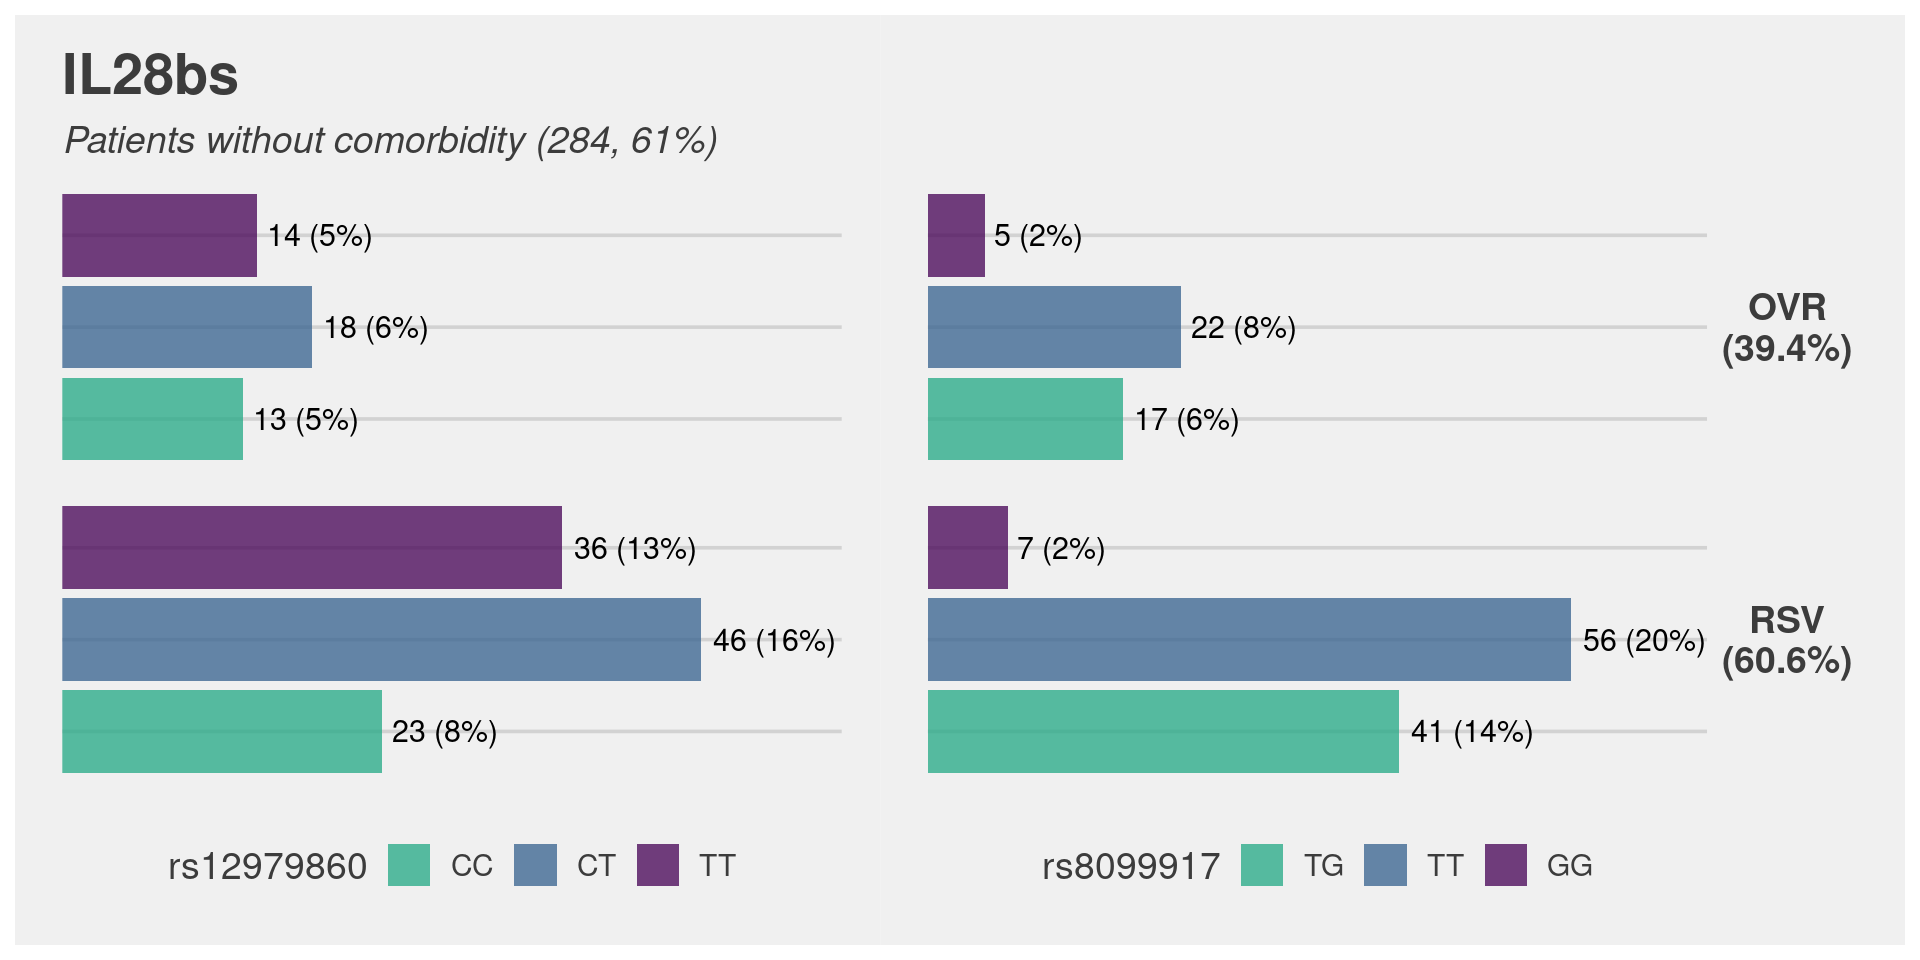 IL28bs
Patients without comorbidity (284, 61%)
14 (5%)
18 (6%)
13 (5%)
36 (13%)
46 (16%)
23 (8%)
5 (2%)
22 (8%)
17 (6%)
7 (2%)
56 (20%)
41 (14%)
OVR
(39.4%)
RSV
(60.6%)
rs12979860 CC CT TT
rs8099917 TG TT GG